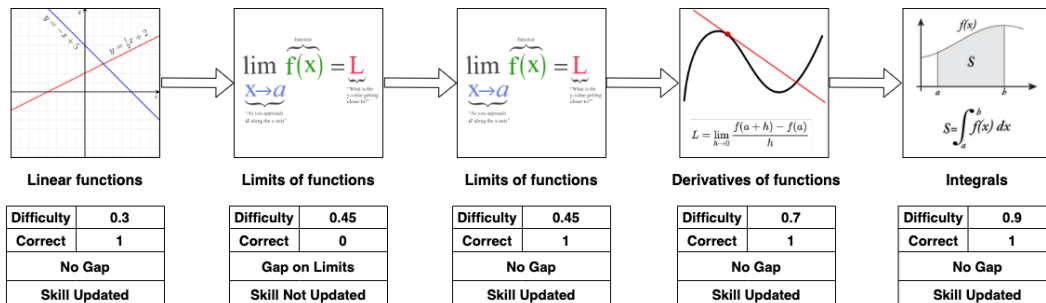 y = -x + 5
y = ½x + 2
function
lim f(x) = L
x→a
"As you approach
a along the x-axis"
"What is the
y-value getting
closer to?"
function
lim f(x) = L
x→a
"As you approach
a along the x-axis"
"What is the
y-value getting
closer to?"
L = lim h→0 f(a + h) − f(a) / h
f(x)
S
a b
S=∫ₐᵇ f(x) dx
Linear functions
Limits of functions
Limits of functions
Derivatives of functions
Integrals
Difficulty 0.3
Correct 1
No Gap
Skill Updated
Difficulty 0.45
Correct 0
Gap on Limits
Skill Not Updated
Difficulty 0.45
Correct 1
No Gap
Skill Updated
Difficulty 0.7
Correct 1
No Gap
Skill Updated
Difficulty 0.9
Correct 1
No Gap
Skill Updated